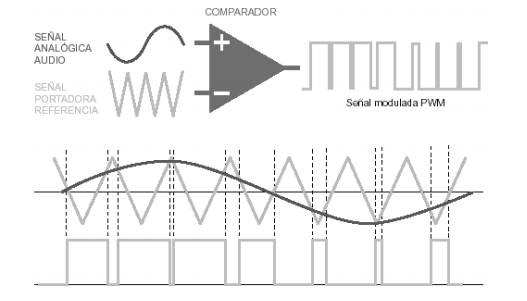 COMPARADOR
SEÑAL
ANALÓGICA
AUDIO
SEÑAL
PORTADORA
REFERENCIA
Señal modulada PWM